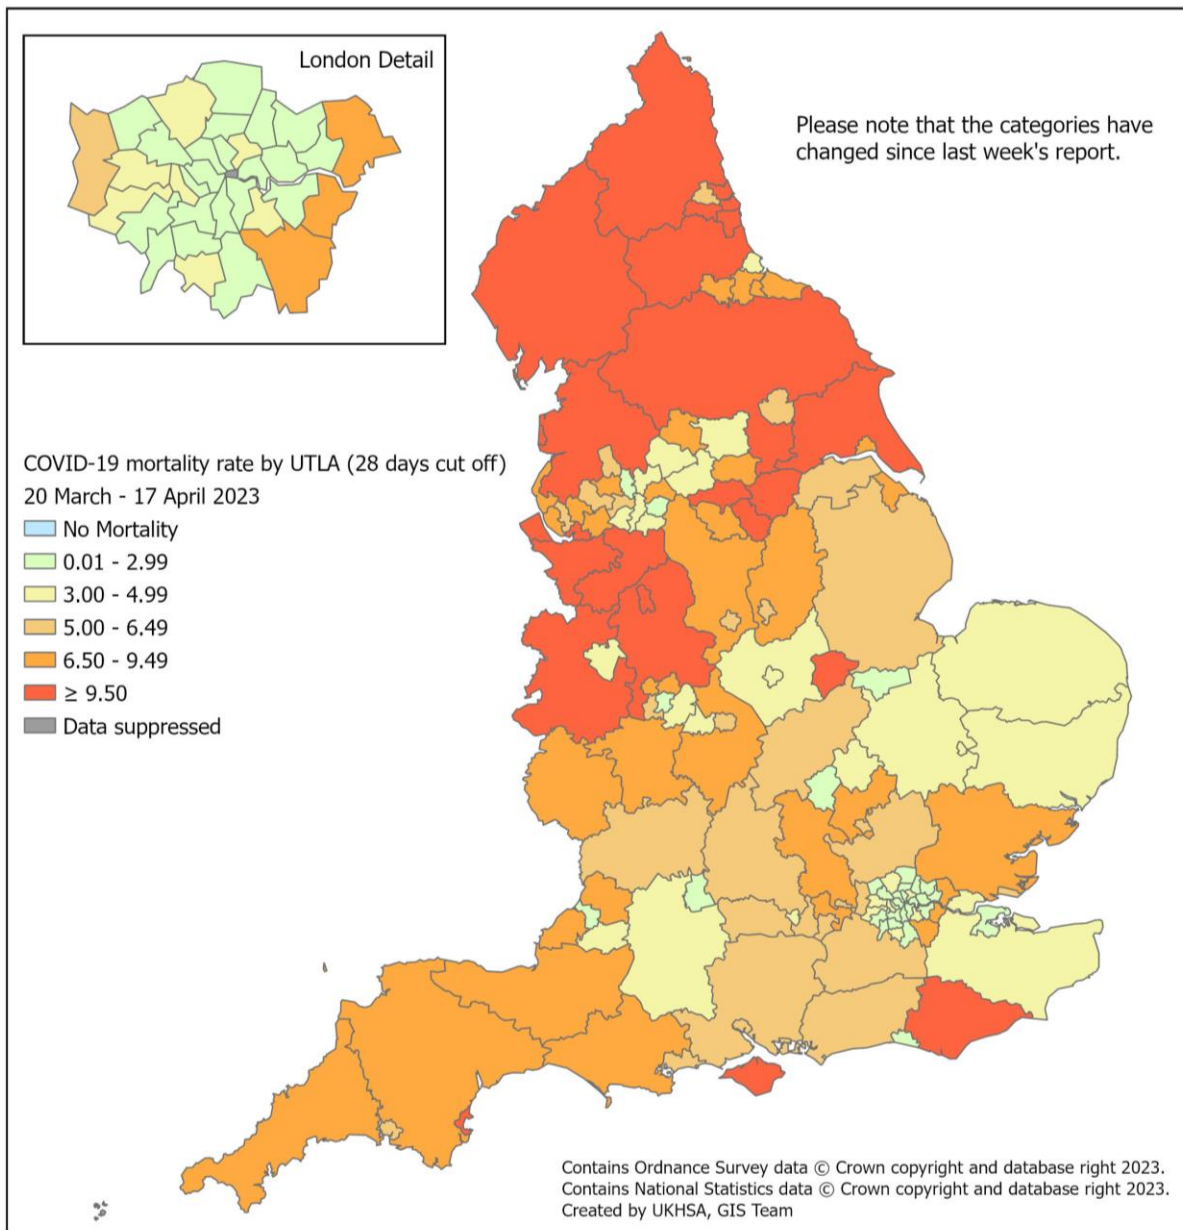 London Detail
Please note that the categories have
changed since last week's report.
COVID-19 mortality rate by UTLA (28 days cut off)
20 March - 17 April 2023
No Mortality
0.01 - 2.99
3.00 - 4.99
5.00 - 6.49
6.50 - 9.49
≥ 9.50
Data suppressed
Contains Ordnance Survey data © Crown copyright and database right 2023.
Contains National Statistics data © Crown copyright and database right 2023.
Created by UKHSA, GIS Team